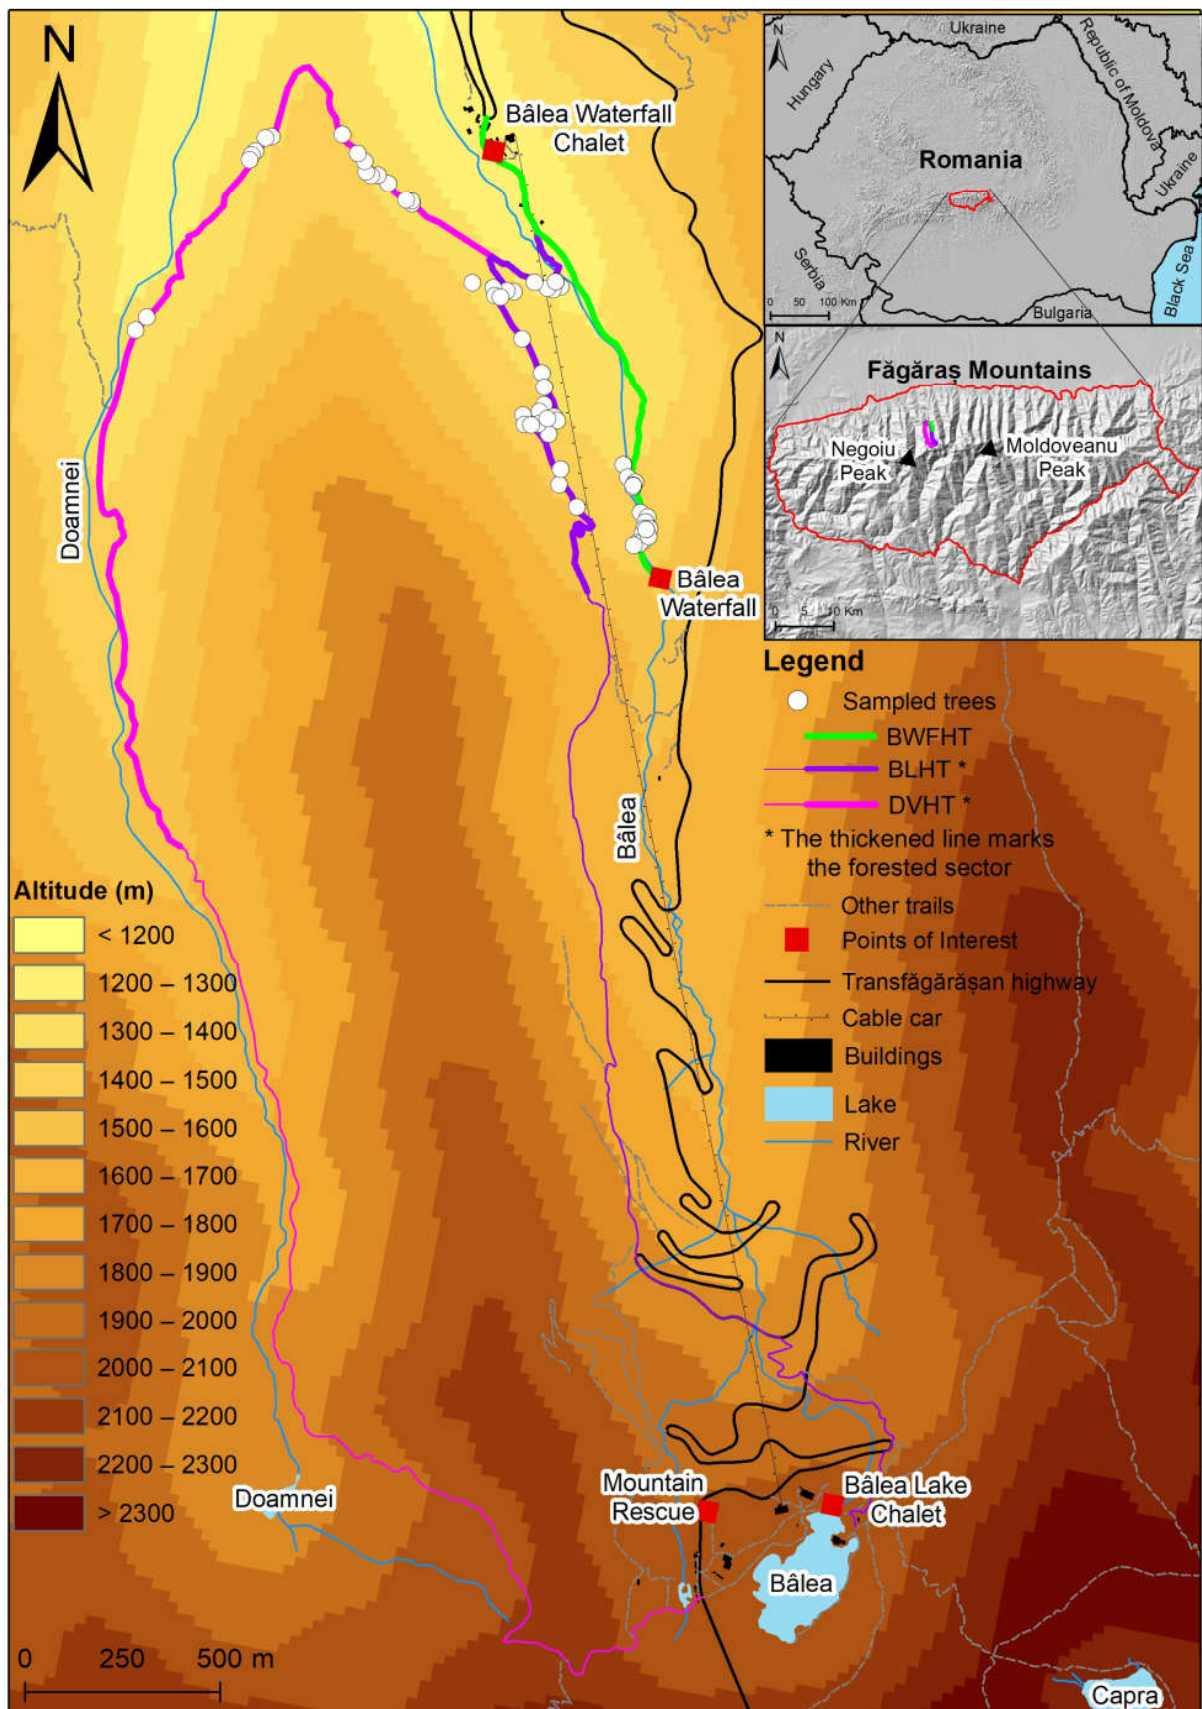 N
Bâlea Waterfall
Chalet
Doamnei
Bâlea
Waterfall
Bâlea
Mountain
Rescue
Bâlea Lake
Chalet
Doamnei
Bâlea
Capra
0 250 500 m
Altitude (m)
< 1200
1200 – 1300
1300 – 1400
1400 – 1500
1500 – 1600
1600 – 1700
1700 – 1800
1800 – 1900
1900 – 2000
2000 – 2100
2100 – 2200
2200 – 2300
> 2300
N
Ukraine
Hungary
Republic of Moldova
Romania
Ukraine
Serbia
Black Sea
Bulgaria
0 50 100 Km
N
Făgăraș Mountains
Negoiu
Peak
Moldoveanu
Peak
0 5 10 Km
Legend
Sampled trees
BWFHT
BLHT *
DVHT *
* The thickened line marks
the forested sector
Other trails
Points of Interest
Transfăgărășan highway
Cable car
Buildings
Lake
River